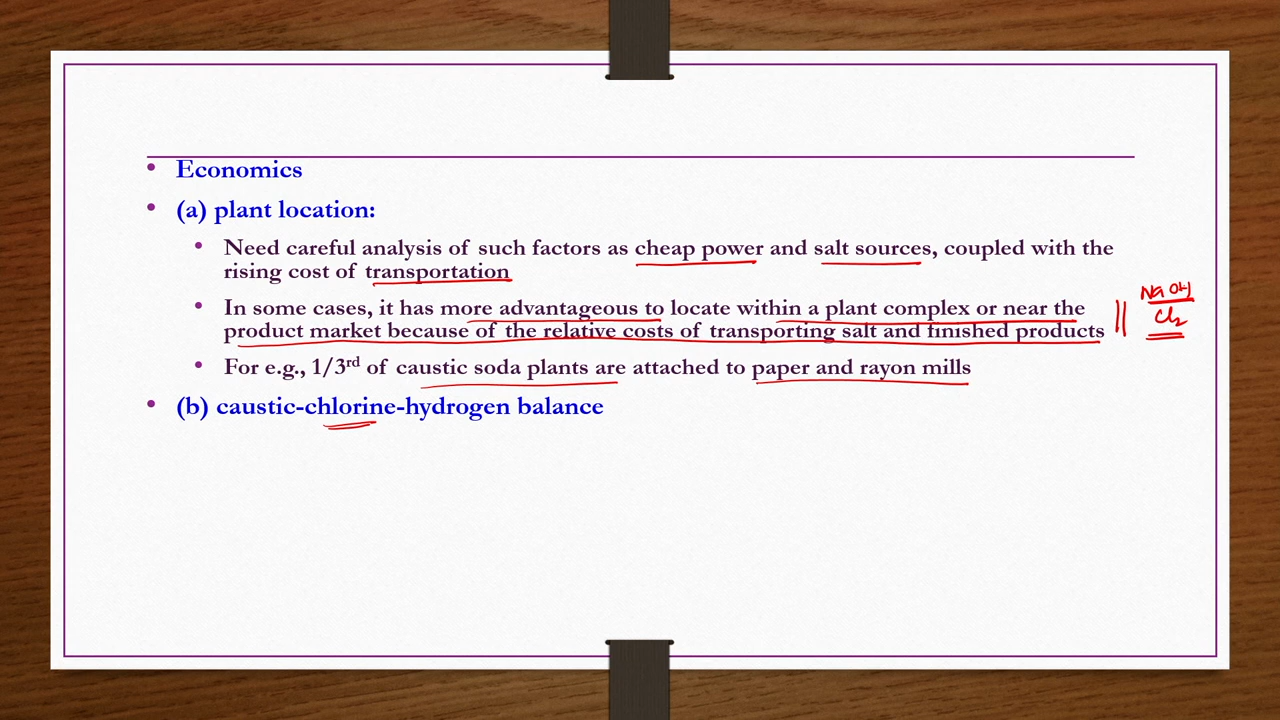 • Economics
• (a) plant location:
• Need careful analysis of such factors as cheap power and salt sources, coupled with the
rising cost of transportation
• In some cases, it has more advantageous to locate within a plant complex or near the
product market because of the relative costs of transporting salt and finished products
NaOH
Cl₂
• For e.g., 1/3rd of caustic soda plants are attached to paper and rayon mills
• (b) caustic-chlorine-hydrogen balance